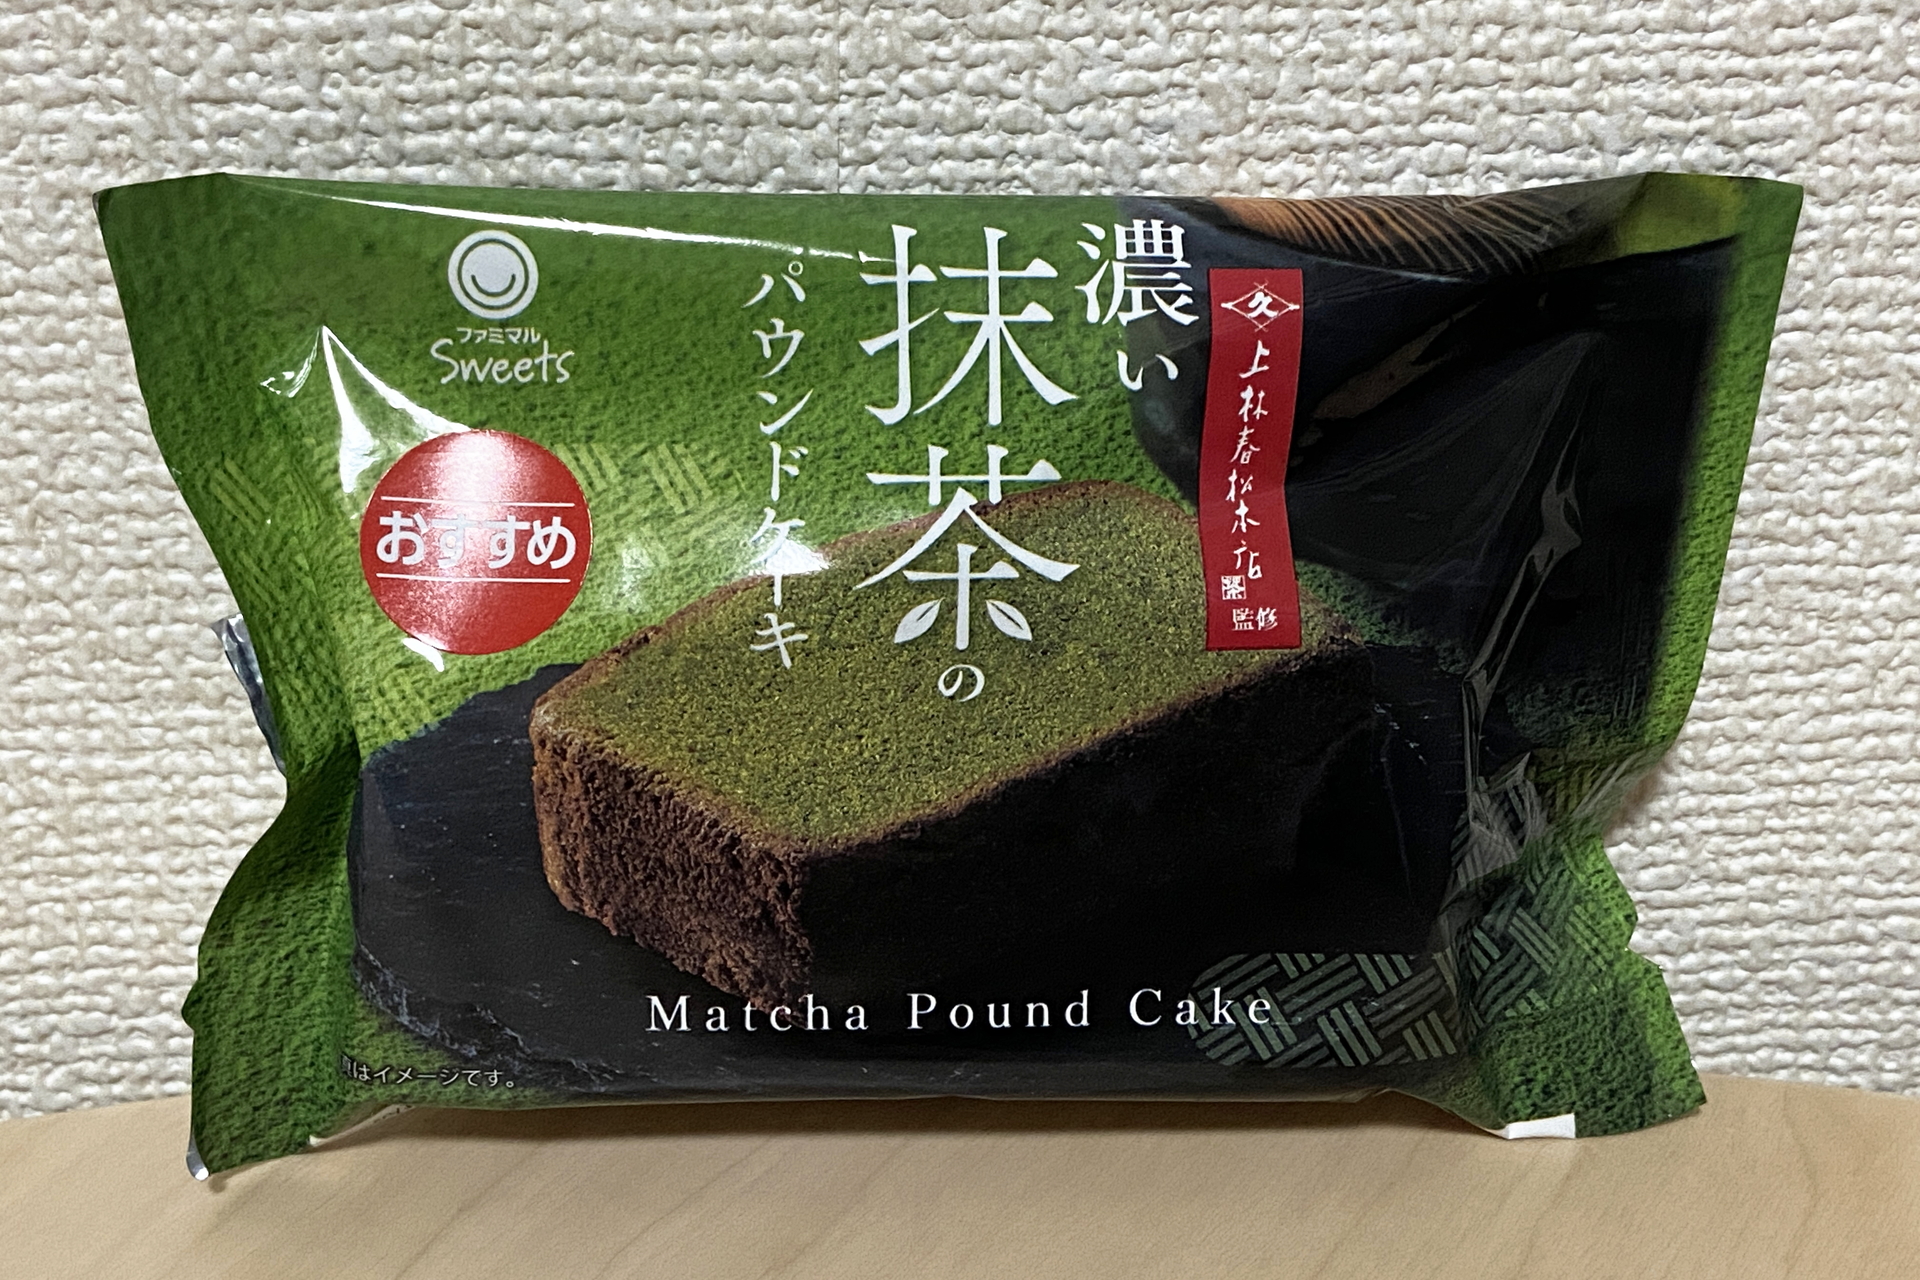 ファミマル
Sweets
おすすめ
濃い
抹茶の
パウンドケーキ
久
上林春松本店
茶
監修
Matcha Pound Cake
はイメージです。